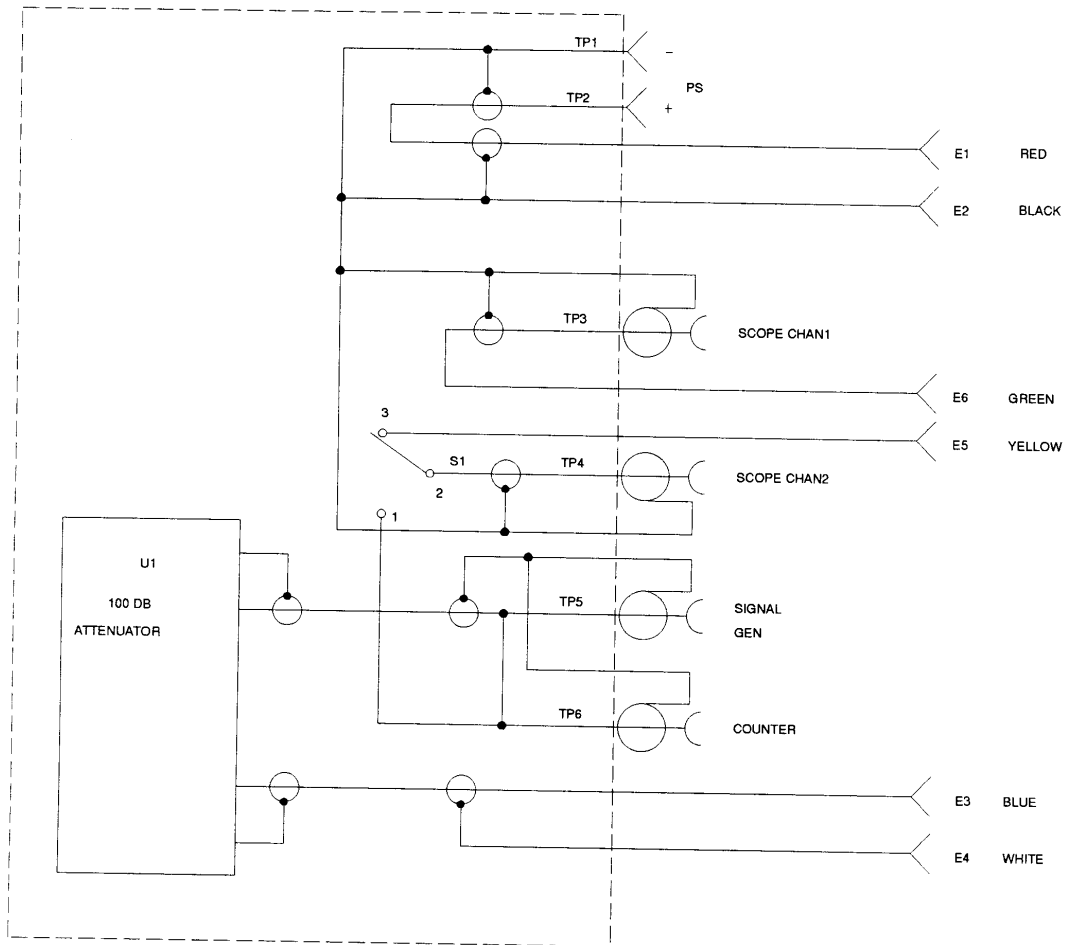 TP1 -
PS
TP2 +
E1 RED
E2 BLACK
TP3 SCOPE CHAN1
E6 GREEN
3
E5 YELLOW
S1 TP4 SCOPE CHAN2
2
1
U1
100 DB
ATTENUATOR
TP5 SIGNAL
GEN
TP6 COUNTER
E3 BLUE
E4 WHITE